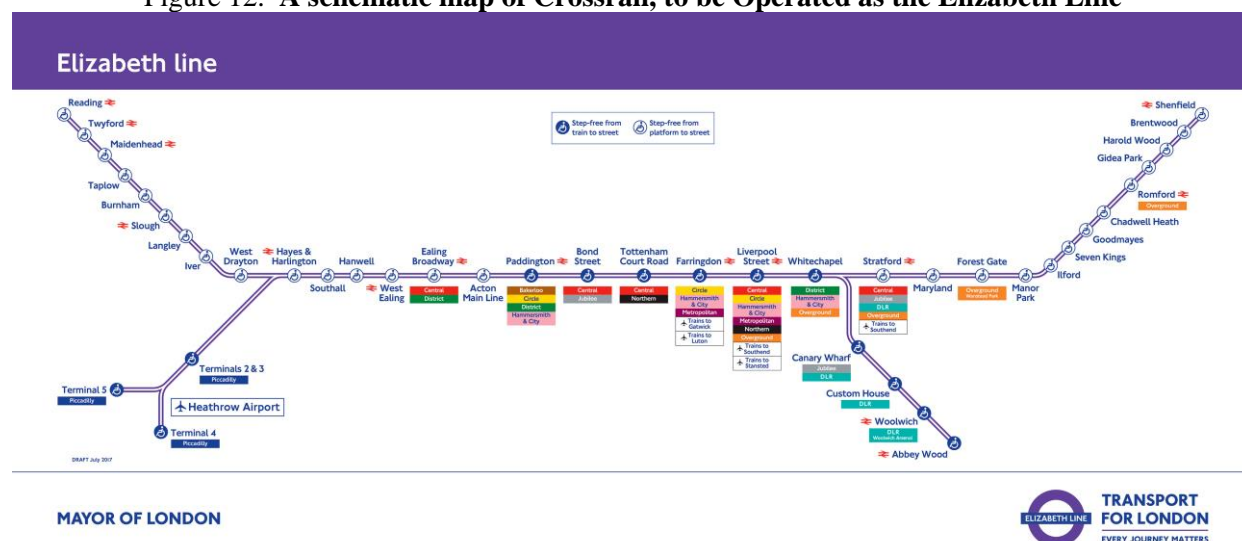 Figure 12. A schematic map of Crossrail, to be Operated as the Elizabeth Line
Elizabeth line
Reading
Twyford
Maidenhead
Taplow
Burnham
Slough
Langley
Iver
West
Drayton
Hayes &
Harlington
Southall
Hanwell
West
Ealing
Ealing
Broadway
Central
District
Acton
Main Line
Paddington
Bakerloo
Circle
District
Hammersmith
& City
Bond
Street
Central
Jubilee
Tottenham
Court Road
Central
Northern
Farringdon
Circle
Hammersmith
& City
Metropolitan
Trains to
Gatwick
Trains to
Luton
Liverpool
Street
Central
Circle
Hammersmith
& City
Metropolitan
Northern
Overground
Trains to
Southend
Trains to
Stansted
Whitechapel
District
Hammersmith
& City
Overground
Stratford
Central
Jubilee
DLR
Overground
Trains to
Southend
Maryland
Forest Gate
Overground
Wanstead Park
Manor
Park
Ilford
Seven Kings
Goodmayes
Chadwell Heath
Romford
Overground
Gidea Park
Harold Wood
Brentwood
Shenfield
Step-free from
train to street
Step-free from
platform to street
Canary Wharf
Jubilee
DLR
Custom House
DLR
Woolwich
DLR
Woolwich Arsenal
Abbey Wood
Terminals 2 & 3
Piccadilly
Terminal 5
Piccadilly
Heathrow Airport
Terminal 4
Piccadilly
DRAFT July 2017
MAYOR OF LONDON
ELIZABETH LINE
TRANSPORT
FOR LONDON
EVERY JOURNEY MATTERS